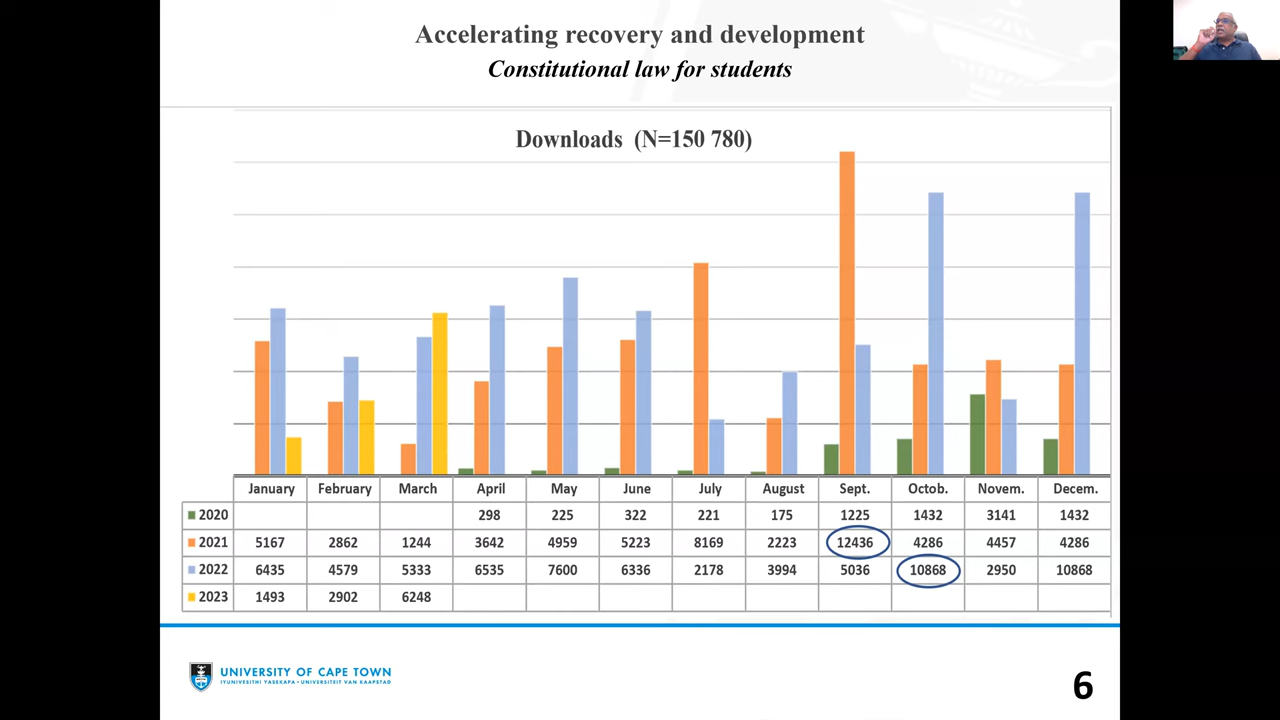 Accelerating recovery and development
Constitutional law for students
Downloads (N=150 780)
January February March April May June July August Sept. Octob. Novem. Decem.
2020 298 225 322 221 175 1225 1432 3141 1432
2021 5167 2862 1244 3642 4959 5223 8169 2223 12436 4286 4457 4286
2022 6435 4579 5333 6535 7600 6336 2178 3994 5036 10868 2950 10868
2023 1493 2902 6248
UNIVERSITY OF CAPE TOWN
IYUNIVESITHI YASEKAPA • UNIVERSITEIT VAN KAAPSTAD
6